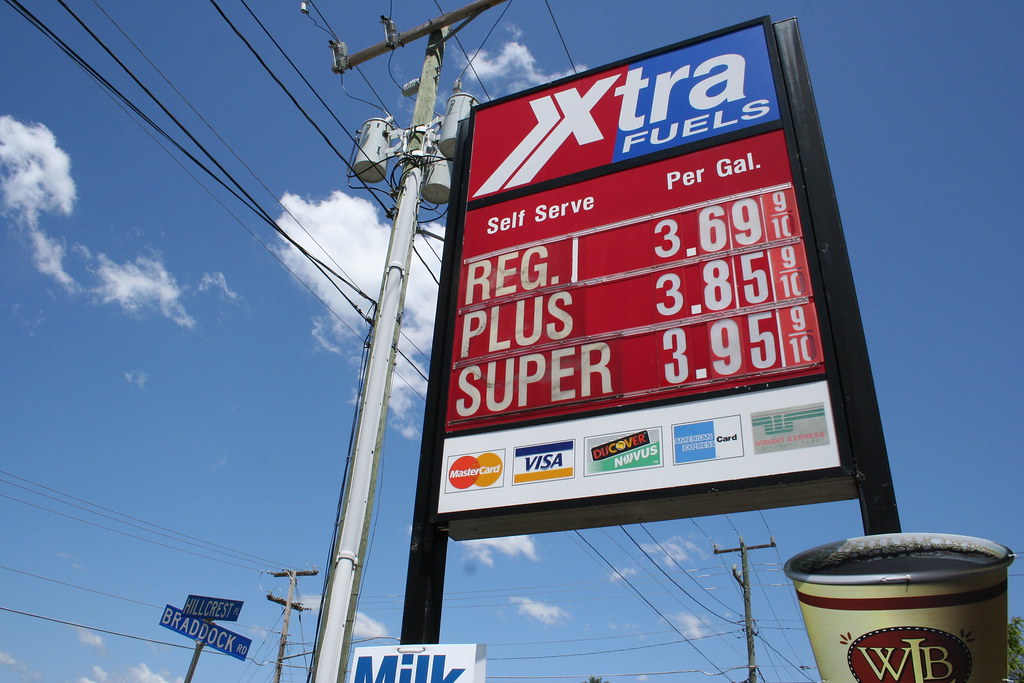 Xtra
FUELS
Self Serve Per Gal.
REG. 3.69 9/10
PLUS 3.85 9/10
SUPER 3.95 9/10
MasterCard VISA DISCOVER NOVUS AMERICAN EXPRESS Card WRIGHT EXPRESS
HILLCREST
BRADDOCK RD
Milk
WILB